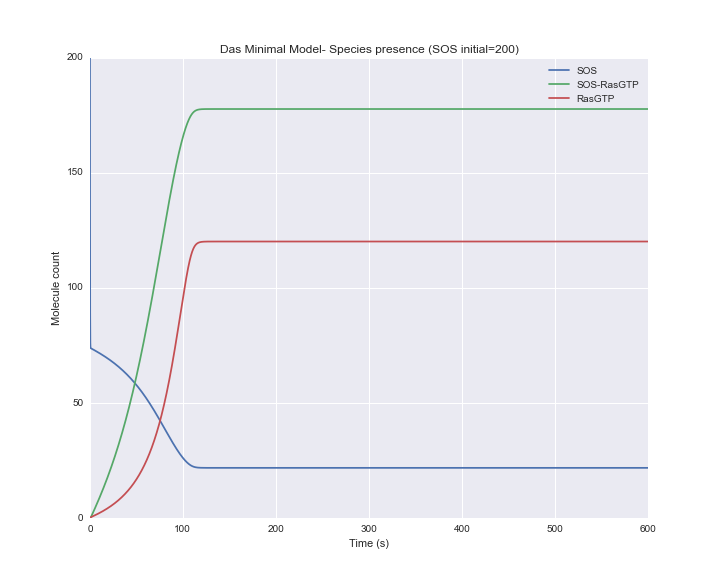 Das Minimal Model- Species presence (SOS initial=200)
200
SOS
SOS-RasGTP
RasGTP
150
Molecule count
100
50
0
0 100 200 300 400 500 600
Time (s)